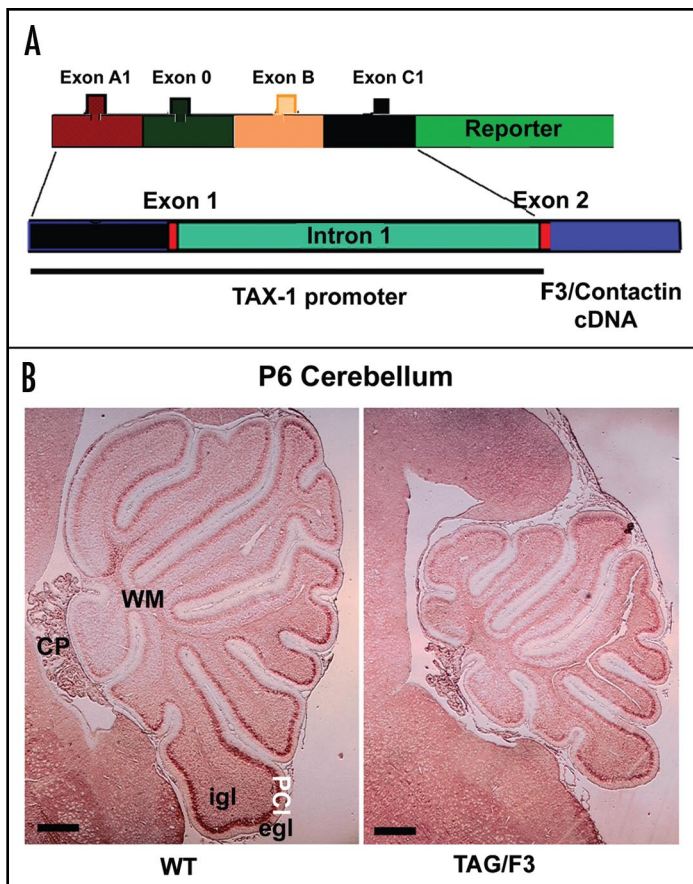 A
Exon A1 Exon 0 Exon B Exon C1
Reporter
Exon 1 Exon 2
Intron 1
TAX-1 promoter
F3/Contactin
cDNA
B
P6 Cerebellum
WM
CP
PCl
igl
egl
WT
TAG/F3